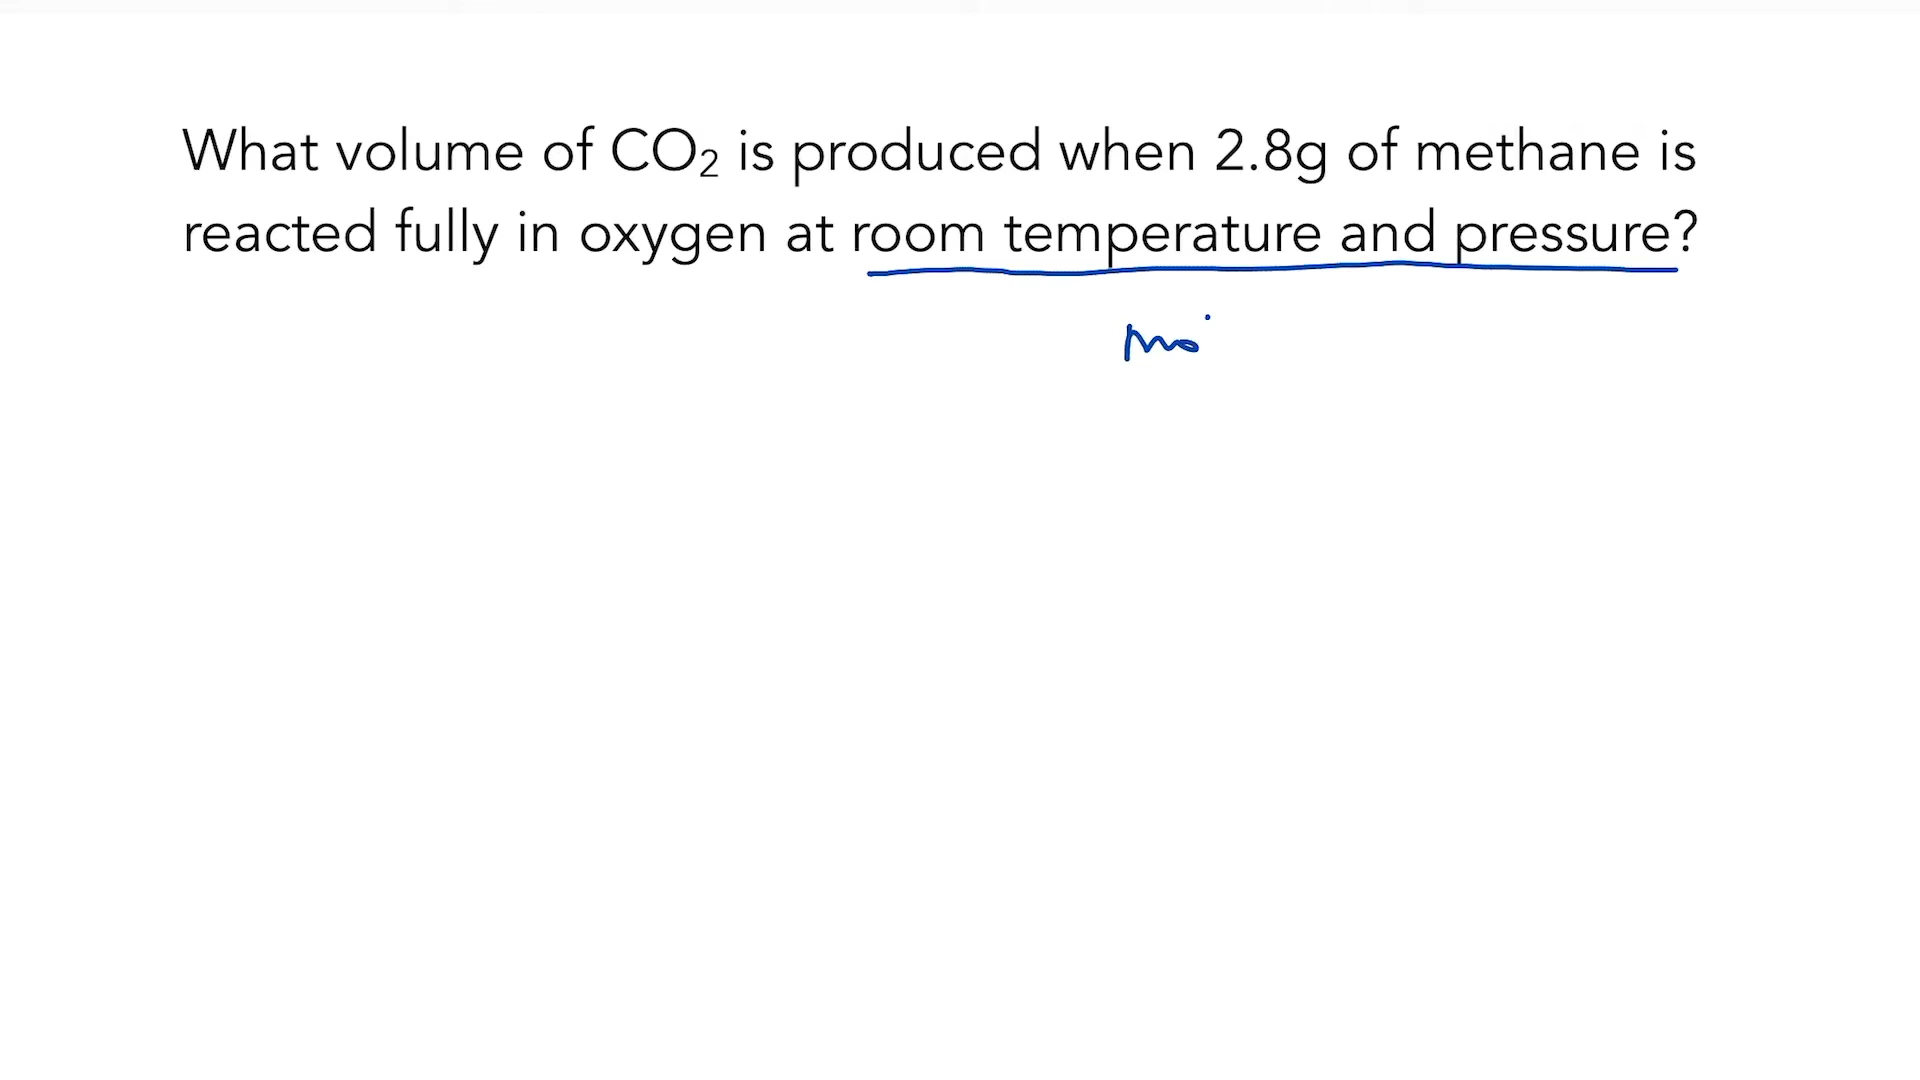 What volume of CO₂ is produced when 2.8g of methane is
reacted fully in oxygen at room temperature and pressure?
mo